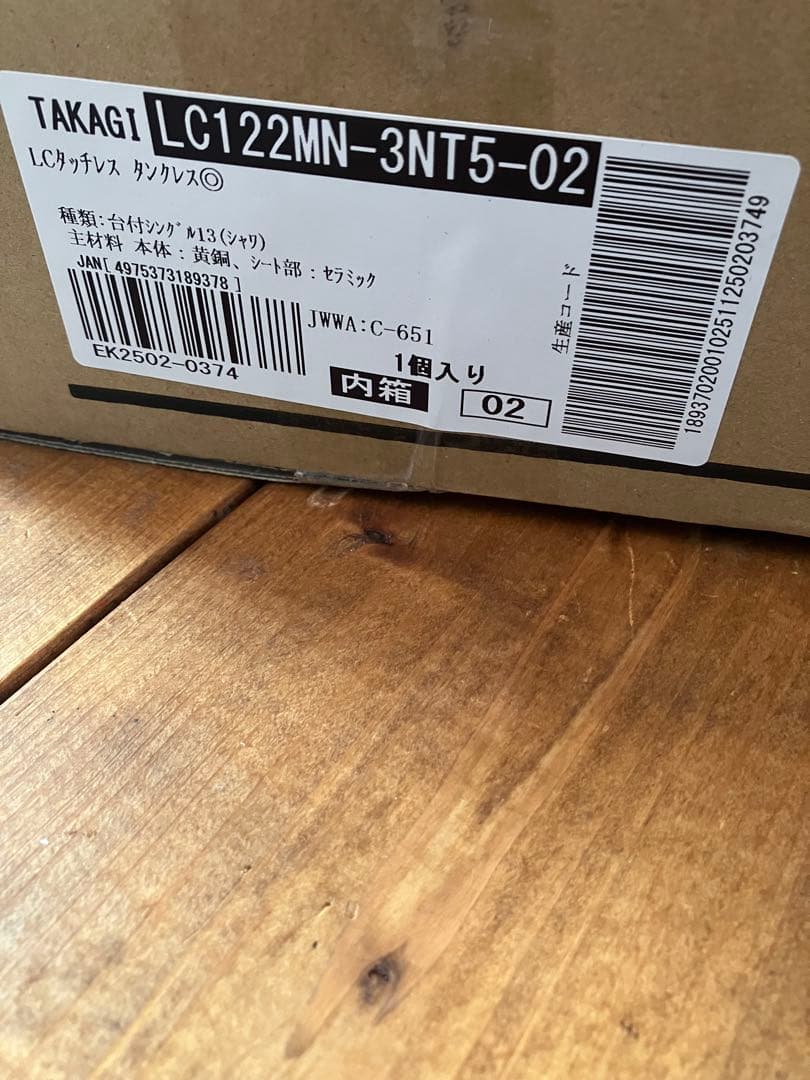 TAKAGI LC122MN-3NT5-02
LCﾀｯﾁﾚｽ ﾀﾝｸﾚｽ◎
種類:台付ｼﾝｸﾞﾙ13(ｼｬﾜ)
主材料 本体：黄銅、ｼｰﾄ部：ｾﾗﾐｯｸ
JAN[ 4975373189378 ]
JWWA:C-651
EK2502-0374
1個入り
内箱
02
生産コード
189370200102511250203749